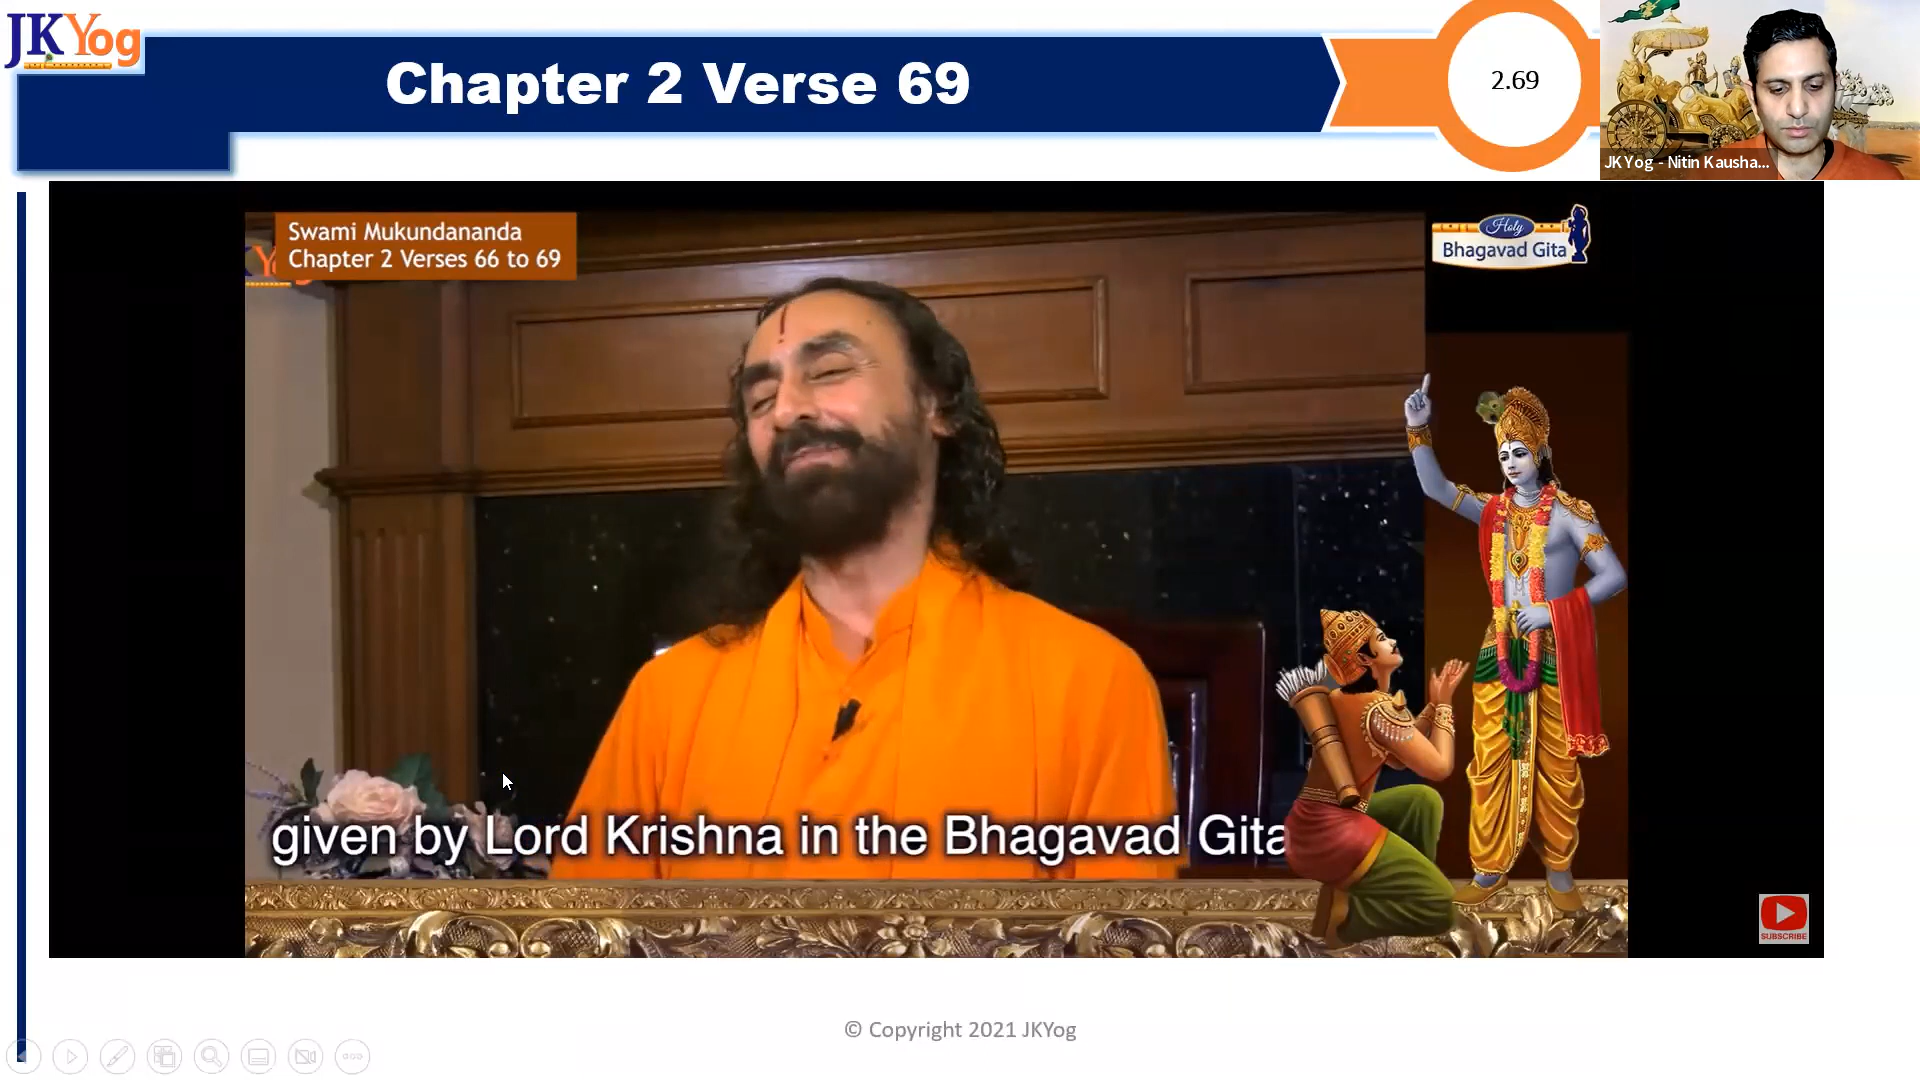 JKYog
Chapter 2 Verse 69
2.69
JK Yog - Nitin Kausha...
Swami Mukundananda
Chapter 2 Verses 66 to 69
Holy
Bhagavad Gita
given by Lord Krishna in the Bhagavad Gita
SUBSCRIBE
© Copyright 2021 JKYog